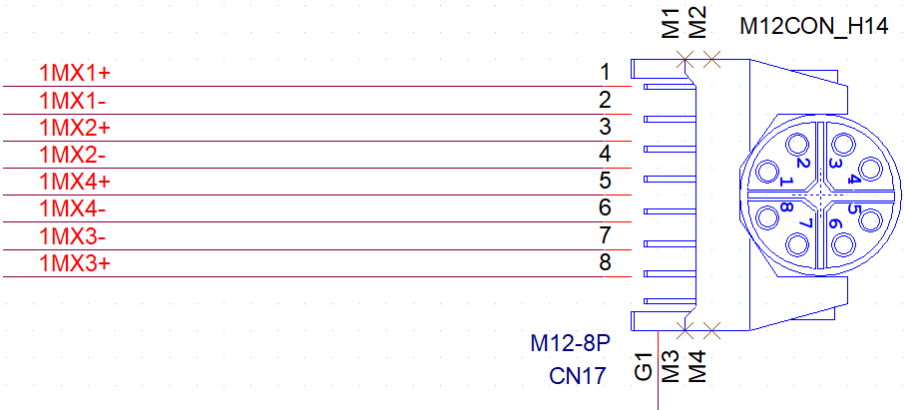 M1 M2 M12CON_H14
1MX1+ 1
1MX1- 2
1MX2+ 3
1MX2- 4
1MX4+ 5
1MX4- 6
1MX3- 7
1MX3+ 8
2 3
1 4
8 5
7 6
M12-8P G1 M3 M4
CN17